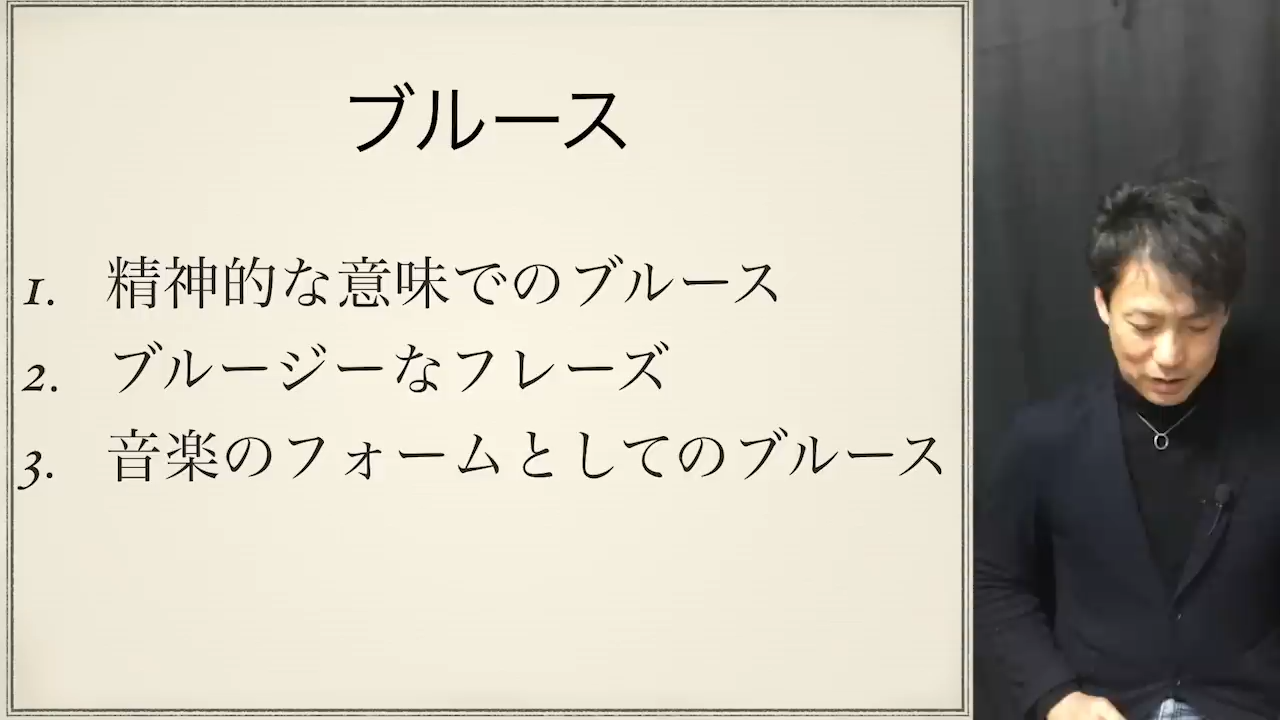 ブルース
1. 精神的な意味でのブルース
2. ブルージーなフレーズ
3. 音楽のフォームとしてのブルース